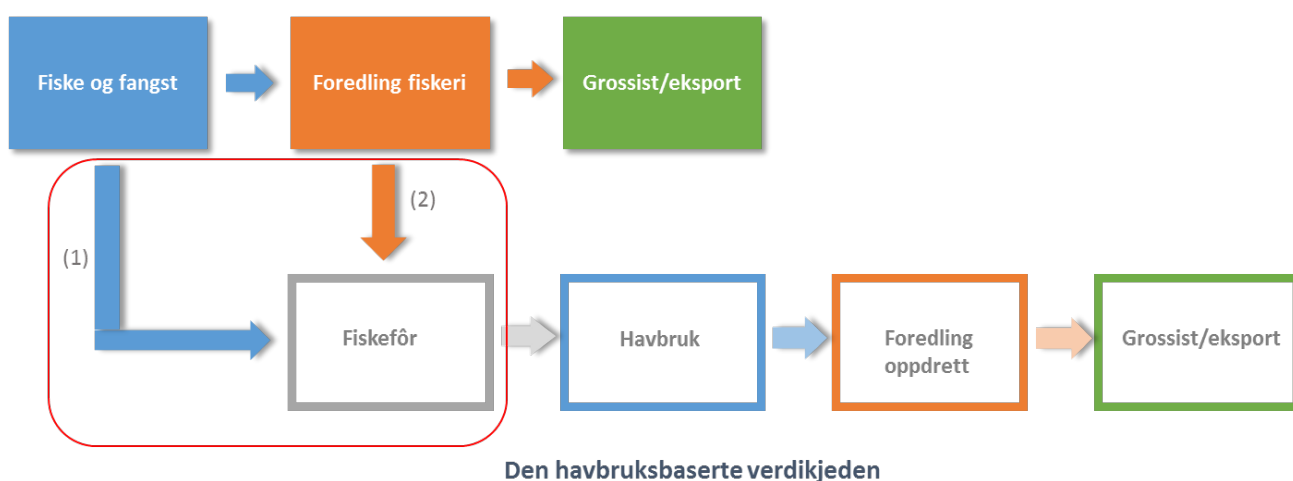 Fiske og fangst
Foredling fiskeri
Grossist/eksport
(1)
(2)
Fiskefôr
Havbruk
Foredling
oppdrett
Grossist/eksport
Den havbruksbaserte verdikjeden